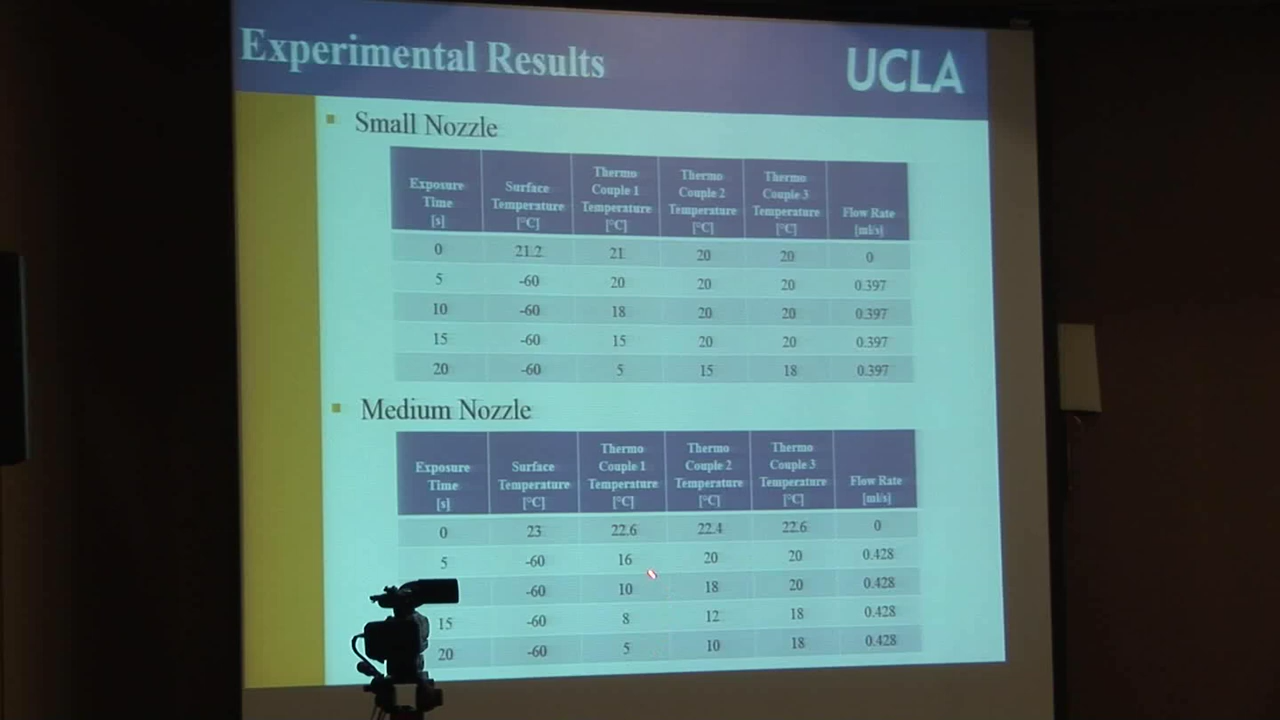 Experimental Results
UCLA
Small Nozzle
Exposure Time [s] Surface Temperature [°C] Thermo Couple 1 Temperature [°C] Thermo Couple 2 Temperature [°C] Thermo Couple 3 Temperature [°C] Flow Rate [ml/s]
0 21.2 21 20 20 0
5 -60 20 20 20 0.397
10 -60 18 20 20 0.397
15 -60 15 20 20 0.397
20 -60 5 15 18 0.397
Medium Nozzle
Exposure Time [s] Surface Temperature [°C] Thermo Couple 1 Temperature [°C] Thermo Couple 2 Temperature [°C] Thermo Couple 3 Temperature [°C] Flow Rate [ml/s]
0 23 22.6 22.4 22.6 0
5 -60 16 20 20 0.428
-60 10 18 20 0.428
15 -60 8 12 18 0.428
20 -60 5 10 18 0.428